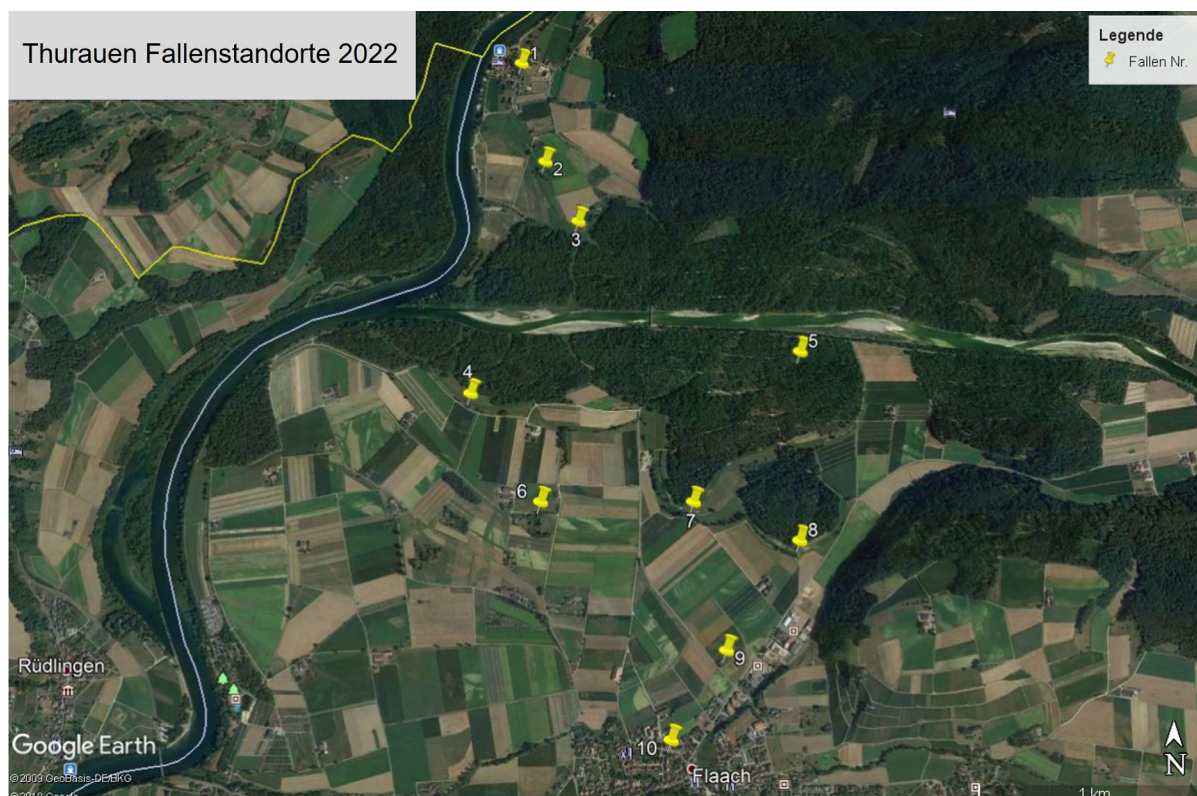 Thurauen Fallenstandorte 2022
Legende
Fallen Nr.
1
2
3
4
5
6
7
8
9
10
Rüdlingen
Flaach
Google Earth
©2009 GeoBasis-DE/BKG
1 km
N